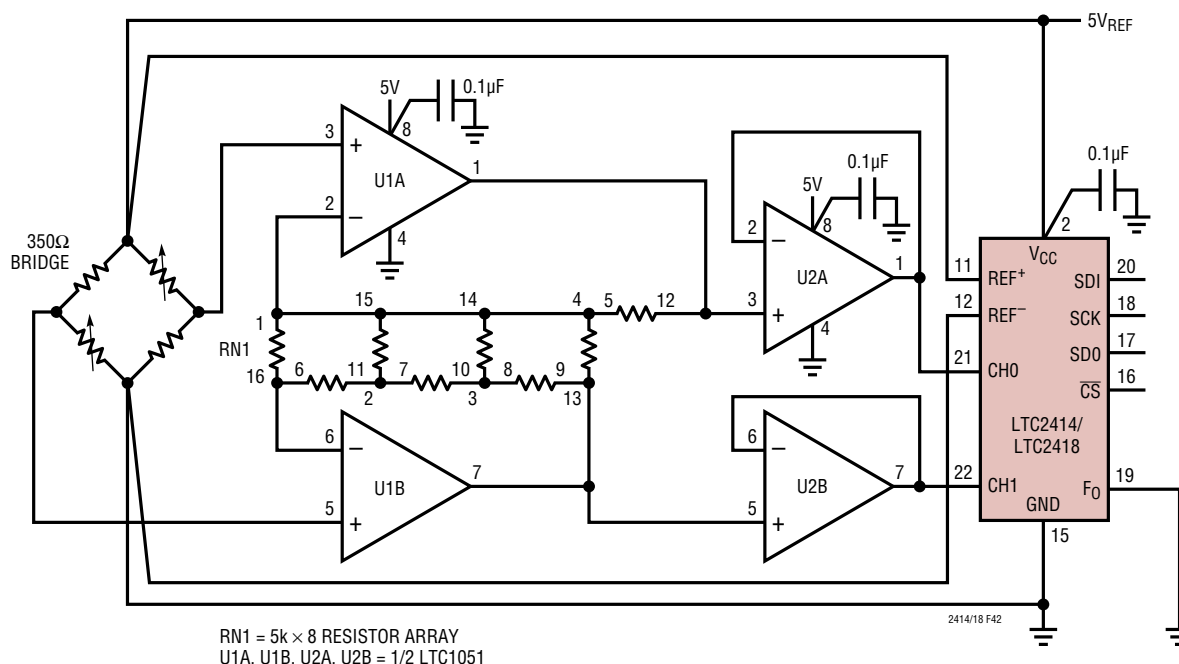 5VREF
5V
0.1µF
8
3
+
U1A
1
2
−
4
350Ω
BRIDGE
5V
0.1µF
8
2
−
U2A
1
3
+
4
0.1µF
2
VCC
11
REF+
SDI
20
12
REF−
SCK
18
SD0
17
21
CH0
CS
16
LTC2414/
LTC2418
22
CH1
FO
19
GND
15
1
15
14
4
5
12
RN1
16
6
11
7
10
8
9
2
3
13
6
−
U1B
7
5
+
−
6
U2B
7
5
+
2414/18 F42
RN1 = 5k × 8 RESISTOR ARRAY
U1A, U1B, U2A, U2B = 1/2 LTC1051